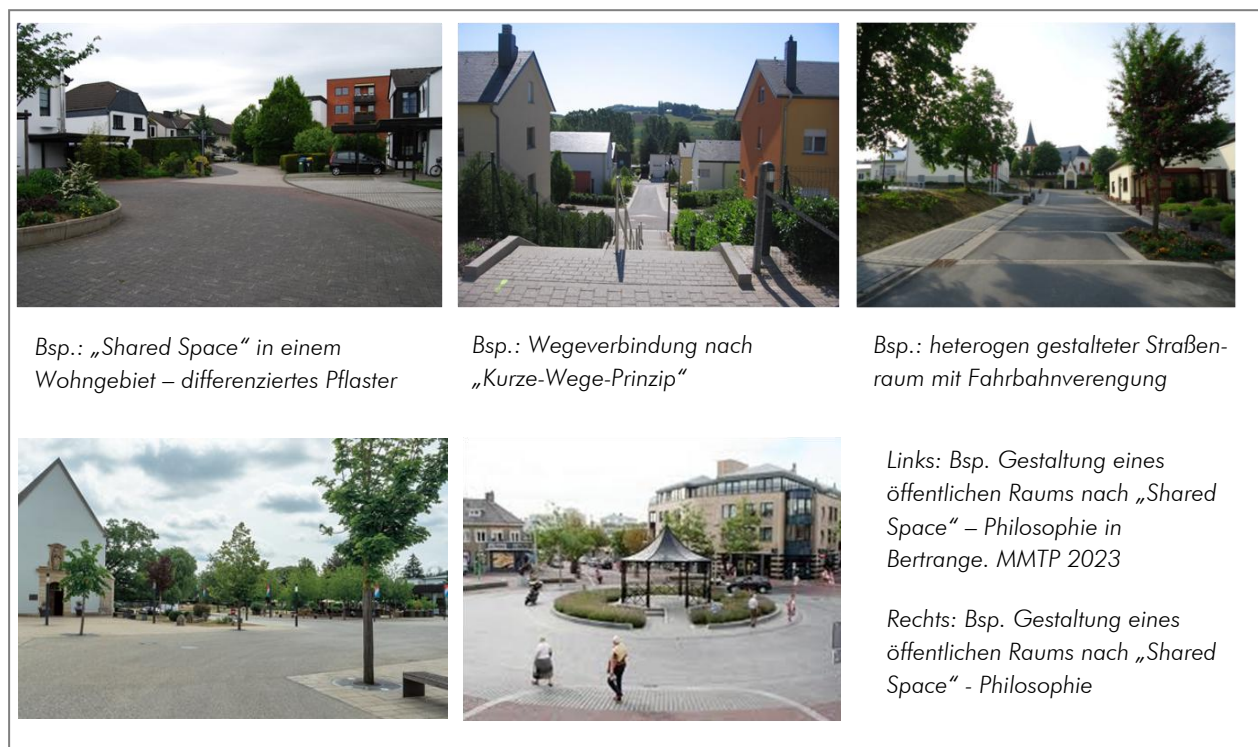 Bsp.: „Shared Space“ in einem
Wohngebiet – differenziertes Pflaster
Bsp.: Wegeverbindung nach
„Kurze-Wege-Prinzip“
Bsp.: heterogen gestalteter Straßen-
raum mit Fahrbahnverengung
Links: Bsp. Gestaltung eines
öffentlichen Raums nach „Shared
Space“ – Philosophie in
Bertrange. MMTP 2023
Rechts: Bsp. Gestaltung eines
öffentlichen Raums nach „Shared
Space“ - Philosophie